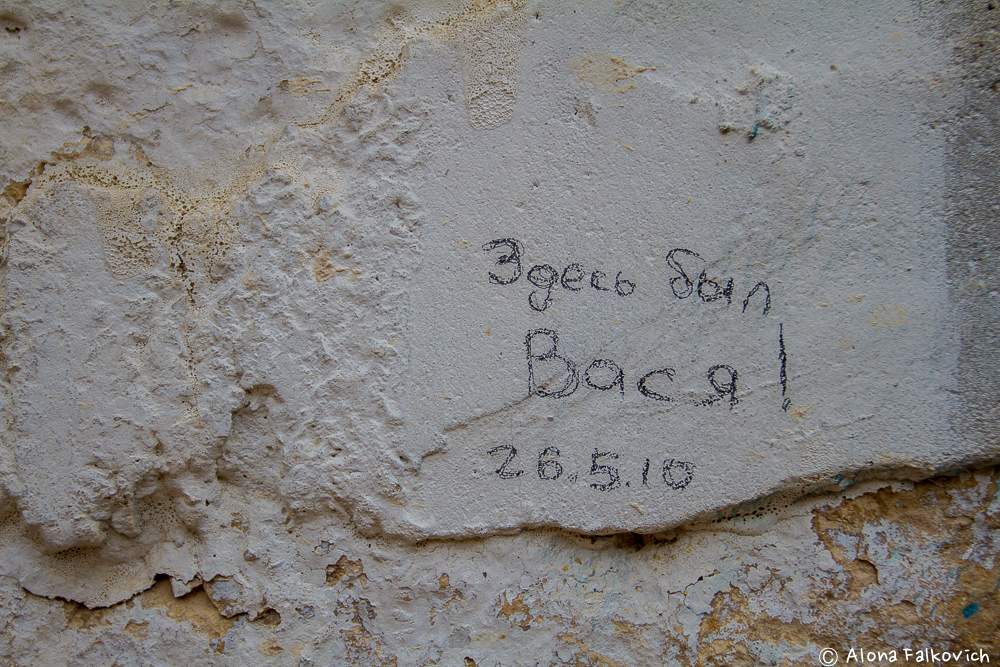 Здесь был
Вася!
26.5.10
© Alona Falkovich